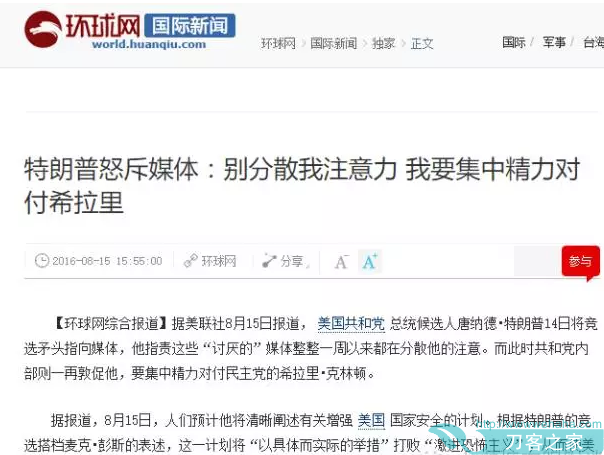 环球网 国际新闻
world.huanqiu.com
环球网 > 国际新闻 > 独家 > 正文
国际 / 军事 / 台海
特朗普怒斥媒体：别分散我注意力 我要集中精力对
付希拉里
2016-08-15 15:55:00 环球网 分享 A- A+
参与
【环球网综合报道】据美联社8月15日报道， 美国共和党 总统候选人唐纳德·特朗普14日将竞
选矛头指向媒体，他指责这些“讨厌的”媒体整整一周以来都在分散他的注意。而此时共和党内
部则一再敦促他，要集中精力对付民主党的希拉里·克林顿。
据报道，8月15日，人们预计他将清晰阐述有关增强 美国 国家安全的计划。根据特朗普的竞
选搭档麦克·彭斯的表述，这一计划将“以具体而实际的举措”打败“激进恐怖主义”
刀客之家